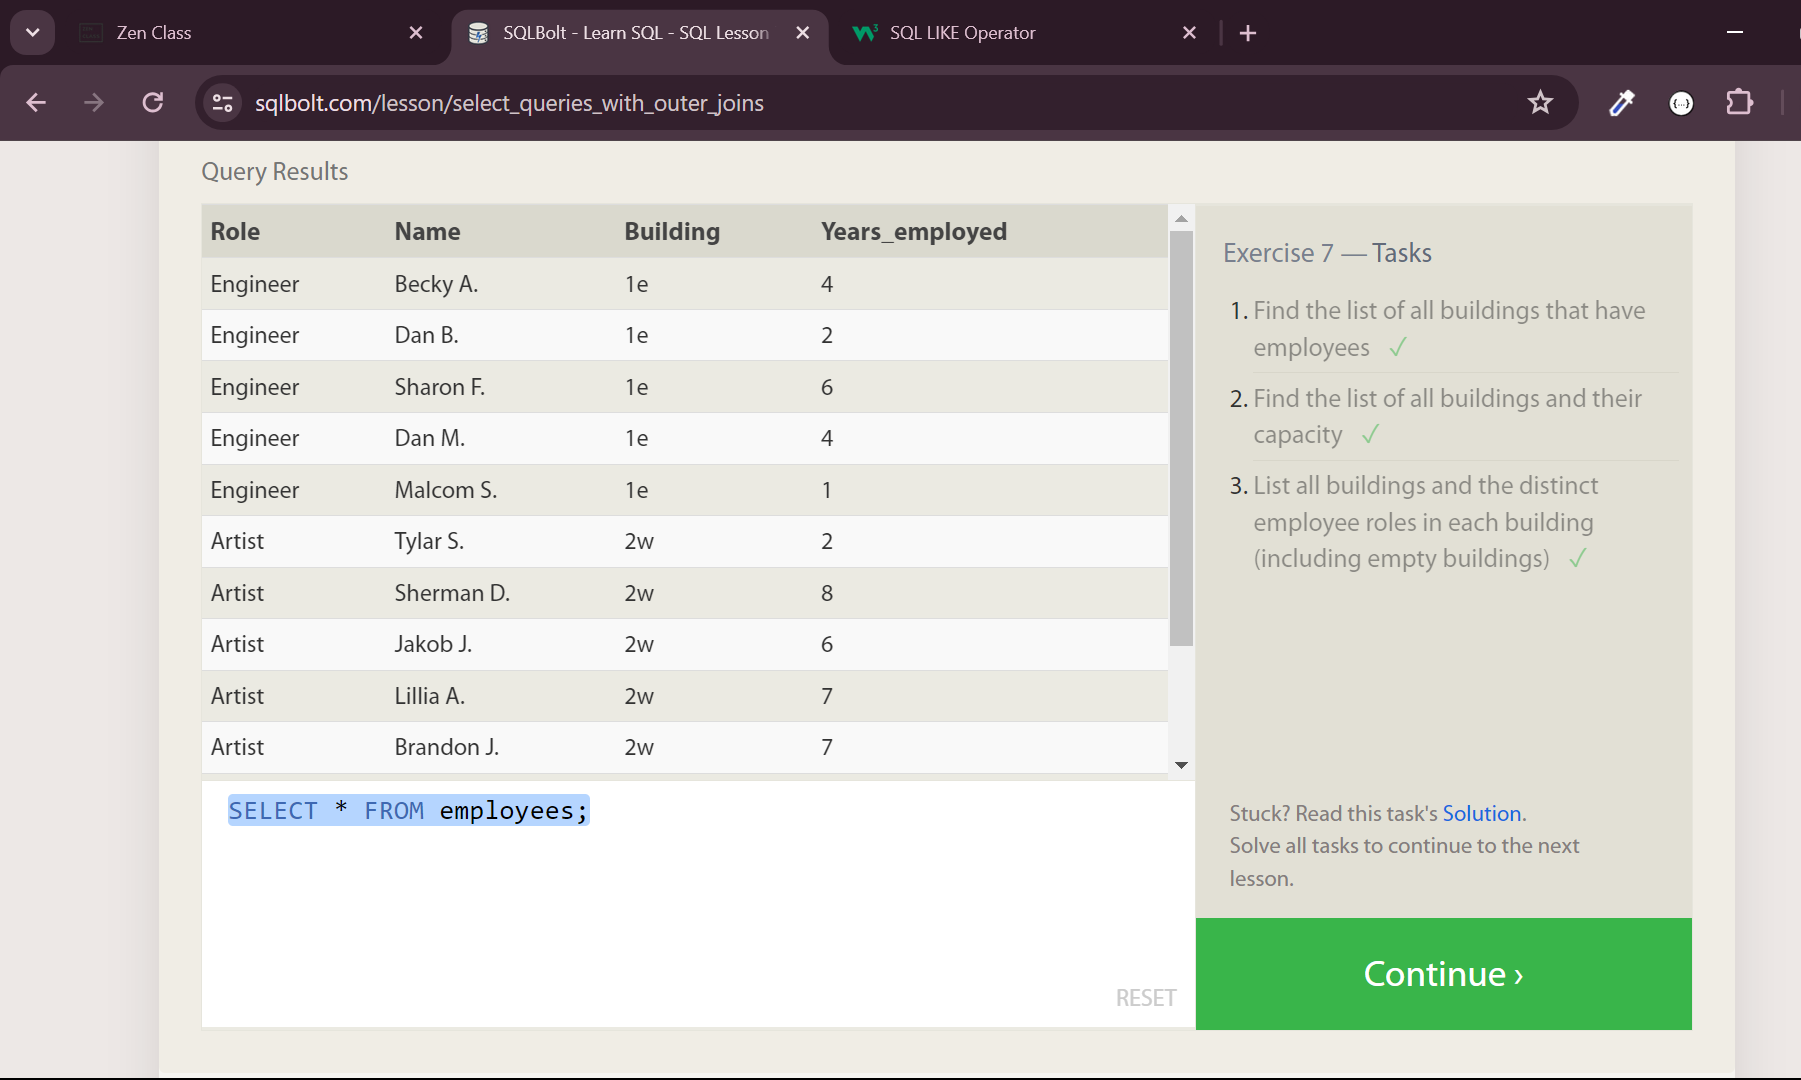 Zen Class
SQLBolt - Learn SQL - SQL Lesson
SQL LIKE Operator
sqlbolt.com/lesson/select_queries_with_outer_joins
Query Results
Role Name Building Years_employed
Engineer Becky A. 1e 4
Engineer Dan B. 1e 2
Engineer Sharon F. 1e 6
Engineer Dan M. 1e 4
Engineer Malcom S. 1e 1
Artist Tylar S. 2w 2
Artist Sherman D. 2w 8
Artist Jakob J. 2w 6
Artist Lillia A. 2w 7
Artist Brandon J. 2w 7
SELECT * FROM employees;
RESET
Exercise 7 — Tasks
1. Find the list of all buildings that have
employees ✓
2. Find the list of all buildings and their
capacity ✓
3. List all buildings and the distinct
employee roles in each building
(including empty buildings) ✓
Stuck? Read this task's Solution.
Solve all tasks to continue to the next
lesson.
Continue ›